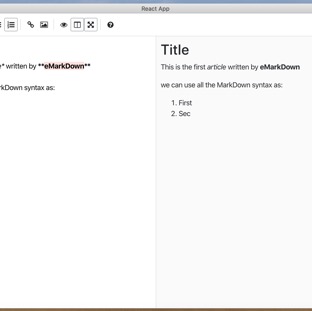 React App
* written by **eMarkDown**
rkDown syntax as:
Title
This is the first article written by eMarkDown
we can use all the MarkDown syntax as:
1. First
2. Sec